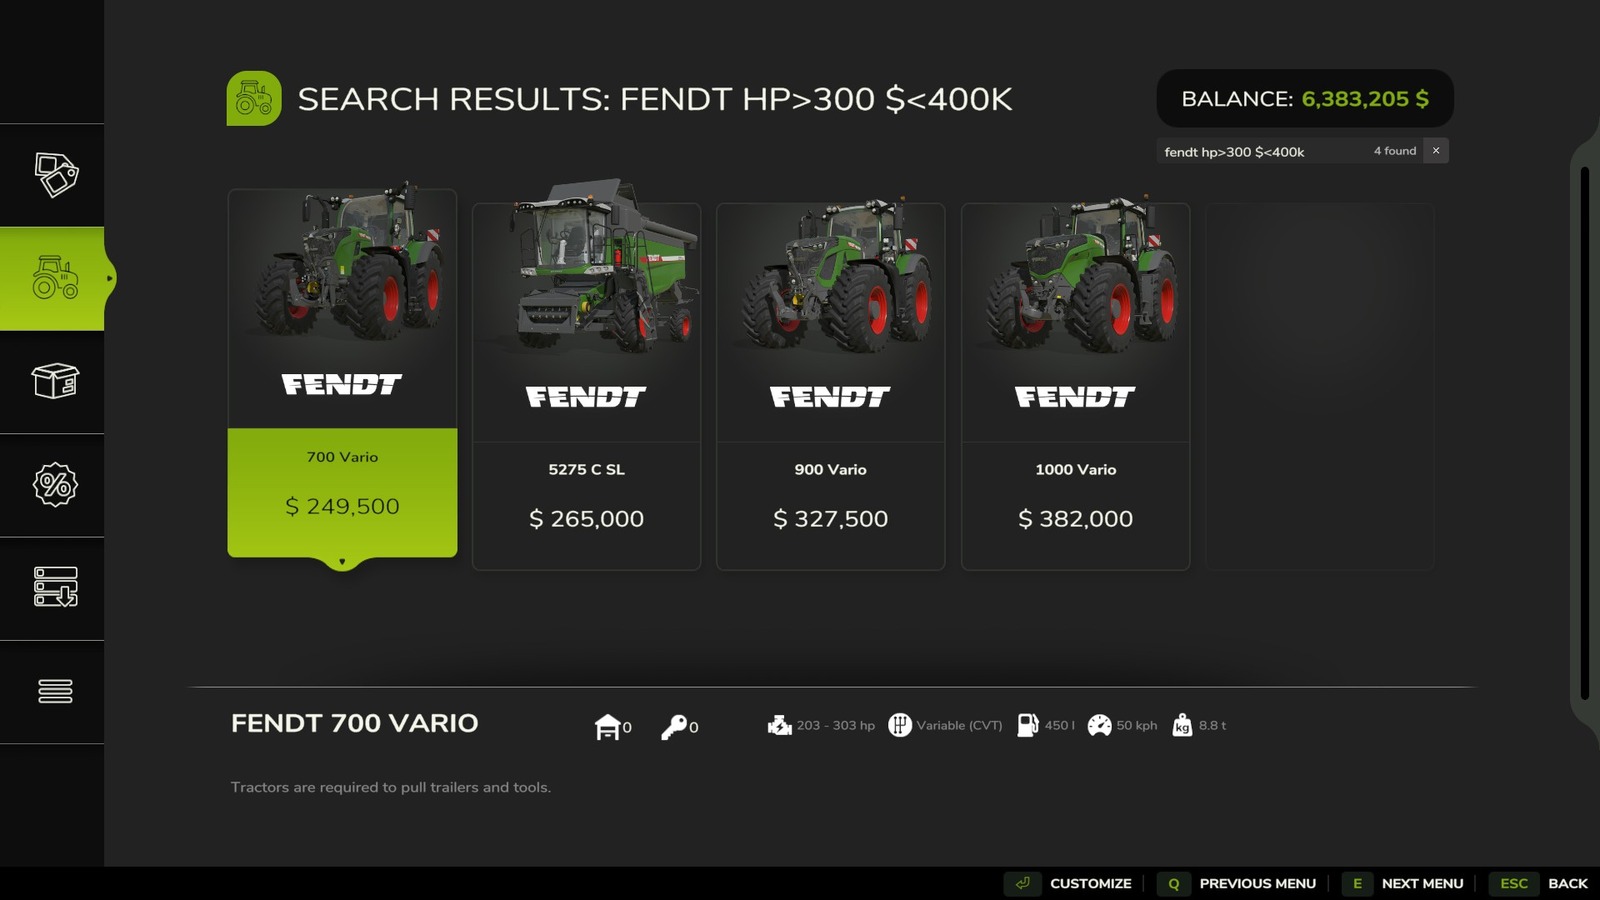 SEARCH RESULTS: FENDT HP>300 $<400K
BALANCE: 6,383,205 $
fendt hp>300 $<400k 4 found ×
FENDT
700 Vario
$ 249,500
FENDT
5275 C SL
$ 265,000
FENDT
900 Vario
$ 327,500
FENDT
1000 Vario
$ 382,000
FENDT 700 VARIO
0 0 203 - 303 hp Variable (CVT) 450 l 50 kph kg 8.8 t
Tractors are required to pull trailers and tools.
CUSTOMIZE Q PREVIOUS MENU E NEXT MENU ESC BACK